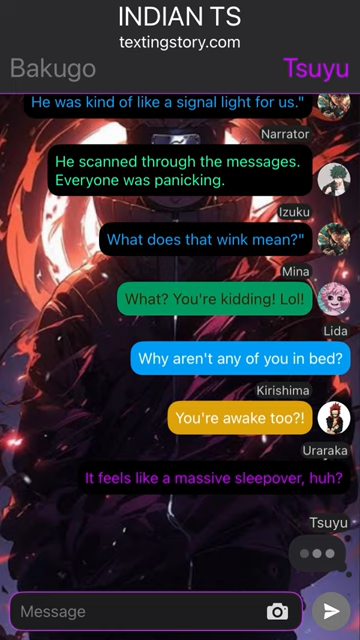 INDIAN TS
textingstory.com
Bakugo
Tsuyu
He was kind of like a signal light for us."
Narrator
He scanned through the messages.
Everyone was panicking.
Izuku
What does that wink mean?"
Mina
What? You're kidding! Lol!
Lida
Why aren't any of you in bed?
Kirishima
You're awake too?!
Uraraka
It feels like a massive sleepover, huh?
Tsuyu
Message